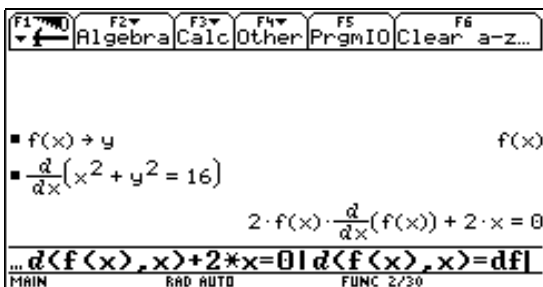 F1 F2 F3 F4 F5 F6
Algebra Calc Other PrgmIO Clear a-z…
f(x) → y f(x)
d/dx(x² + y² = 16)
2·f(x)·d/dx(f(x)) + 2·x = 0
…d(f(x),x)+2*x=0|d(f(x),x)=df
MAIN RAD AUTO FUNC 2/30